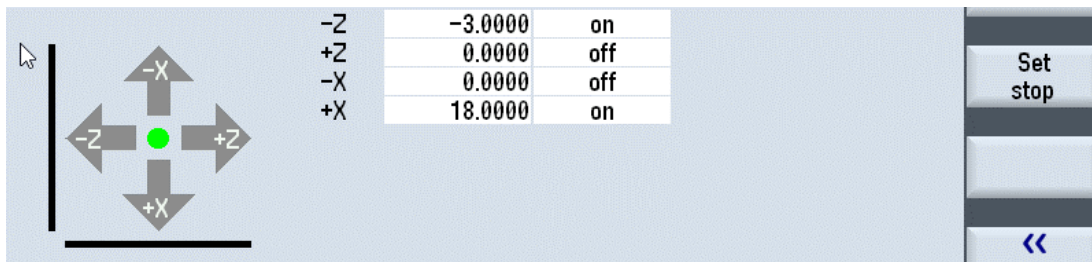 -Z -3.0000 on
+Z 0.0000 off
-X 0.0000 off
+X 18.0000 on
-X
-Z +Z
+X
Set
stop
<<